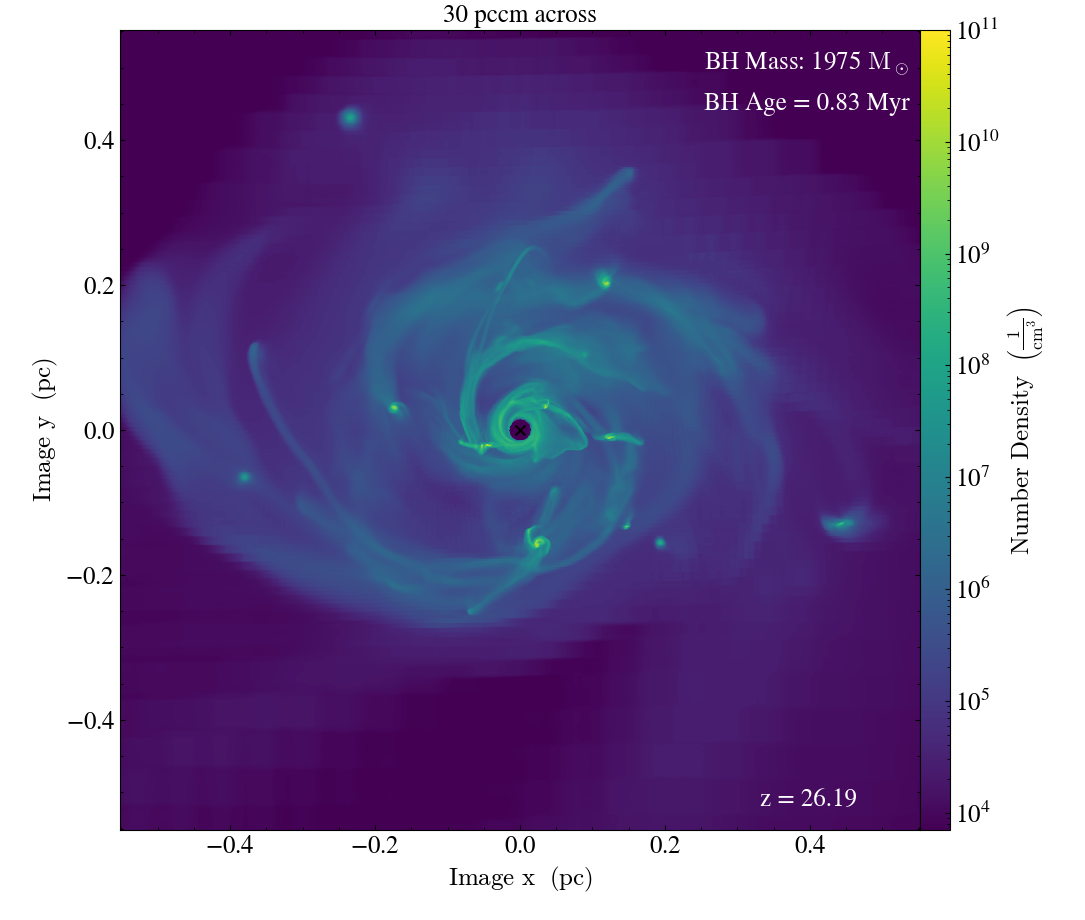 30 pccm across
BH Mass: 1975 M⊙
BH Age = 0.83 Myr
z = 26.19
0.4
0.2
0.0
−0.2
−0.4
Image y (pc)
−0.4
−0.2
0.0
0.2
0.4
Image x (pc)
10¹¹
10¹⁰
10⁹
10⁸
10⁷
10⁶
10⁵
10⁴
Number Density (1/cm³)